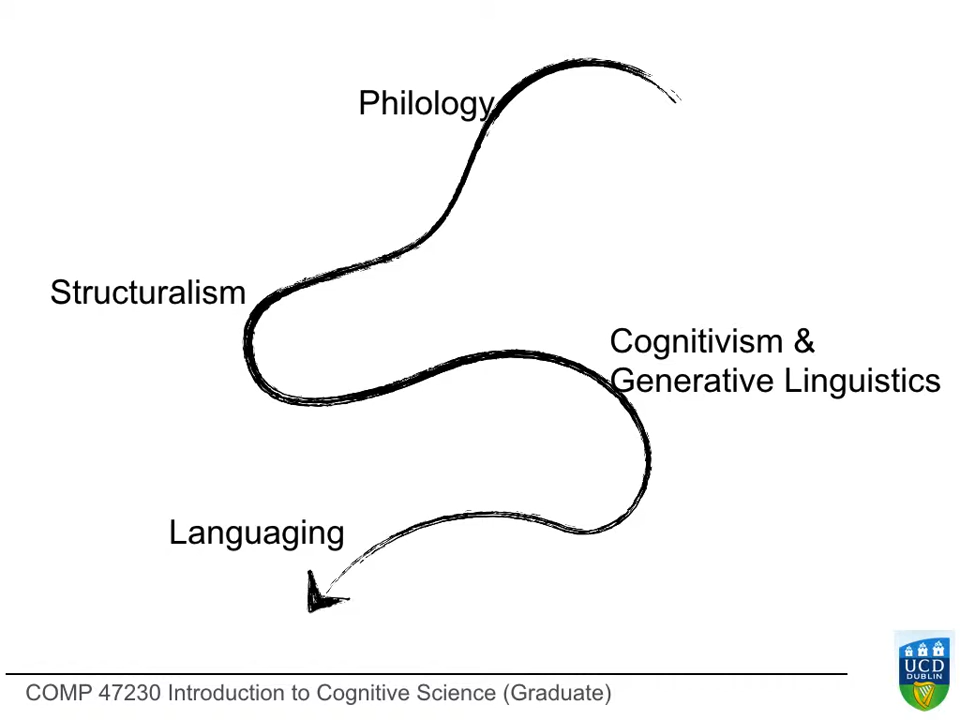 Philology
Structuralism
Cognitivism &
Generative Linguistics
Languaging
COMP 47230 Introduction to Cognitive Science (Graduate)
UCD
DUBLIN